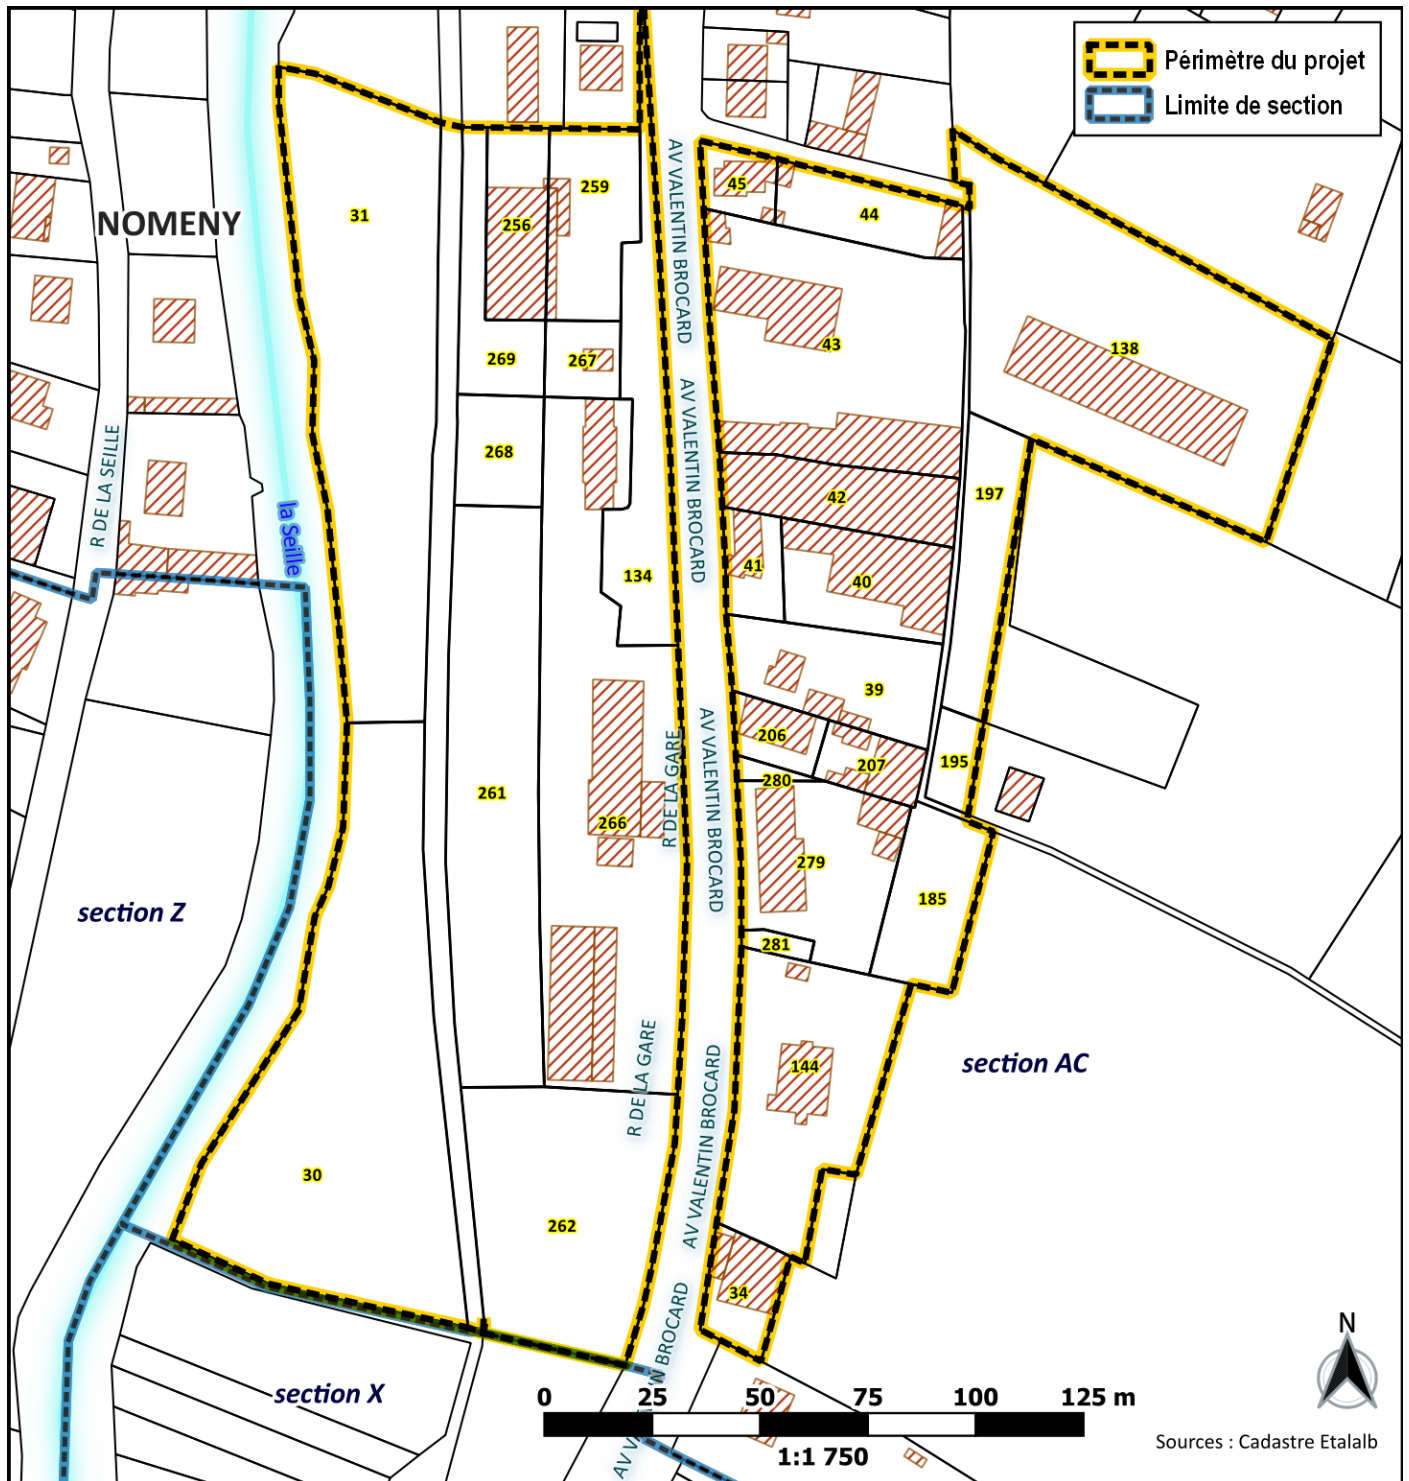 Périmètre du projet
Limite de section
NOMENY
31
256
259
45
44
AV VALENTIN BROCARD
43
138
269
267
AV VALENTIN BROCARD
268
42
197
R DE LA SEILLE
la Seille
134
41
40
39
206
207
195
280
R DE LA GARE
AV VALENTIN BROCARD
261
266
279
185
section Z
281
R DE LA GARE
AV VALENTIN BROCARD
144
section AC
30
262
34
N BROCARD
AV V
section X
N
0 25 50 75 100 125 m
1:1 750
Sources : Cadastre Etalalb